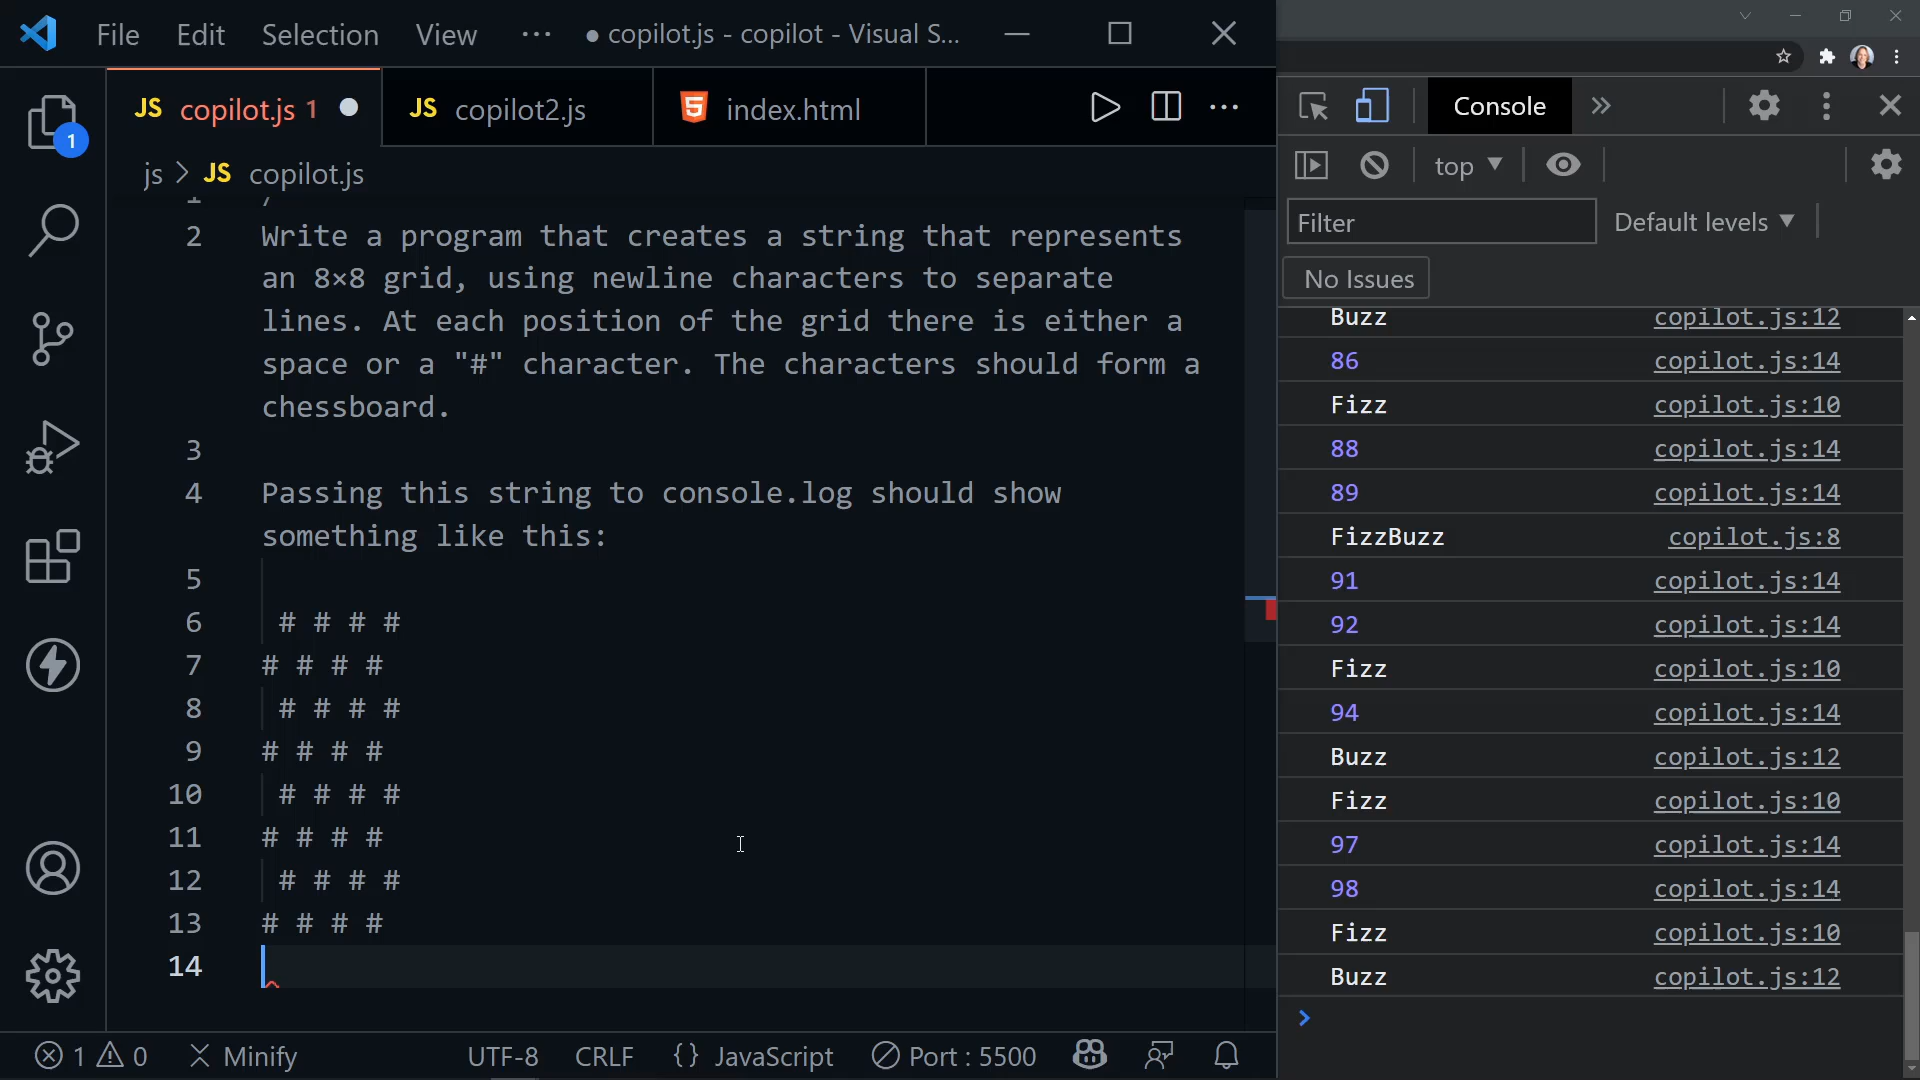 File Edit Selection View ··· ● copilot.js - copilot - Visual S...
JS copilot.js 1 ● JS copilot2.js index.html
js > JS copilot.js
1 /
2 Write a program that creates a string that represents
an 8×8 grid, using newline characters to separate
lines. At each position of the grid there is either a
space or a "#" character. The characters should form a
chessboard.
3
4 Passing this string to console.log should show
something like this:
5
6  # # # #
7 # # # #
8  # # # #
9 # # # #
10  # # # #
11 # # # #
12  # # # #
13 # # # #
14
1 0 Minify UTF-8 CRLF {} JavaScript Port : 5500
1
Console »
top ▼
Filter Default levels ▼
No Issues
Buzz copilot.js:12
86 copilot.js:14
Fizz copilot.js:10
88 copilot.js:14
89 copilot.js:14
FizzBuzz copilot.js:8
91 copilot.js:14
92 copilot.js:14
Fizz copilot.js:10
94 copilot.js:14
Buzz copilot.js:12
Fizz copilot.js:10
97 copilot.js:14
98 copilot.js:14
Fizz copilot.js:10
Buzz copilot.js:12
>